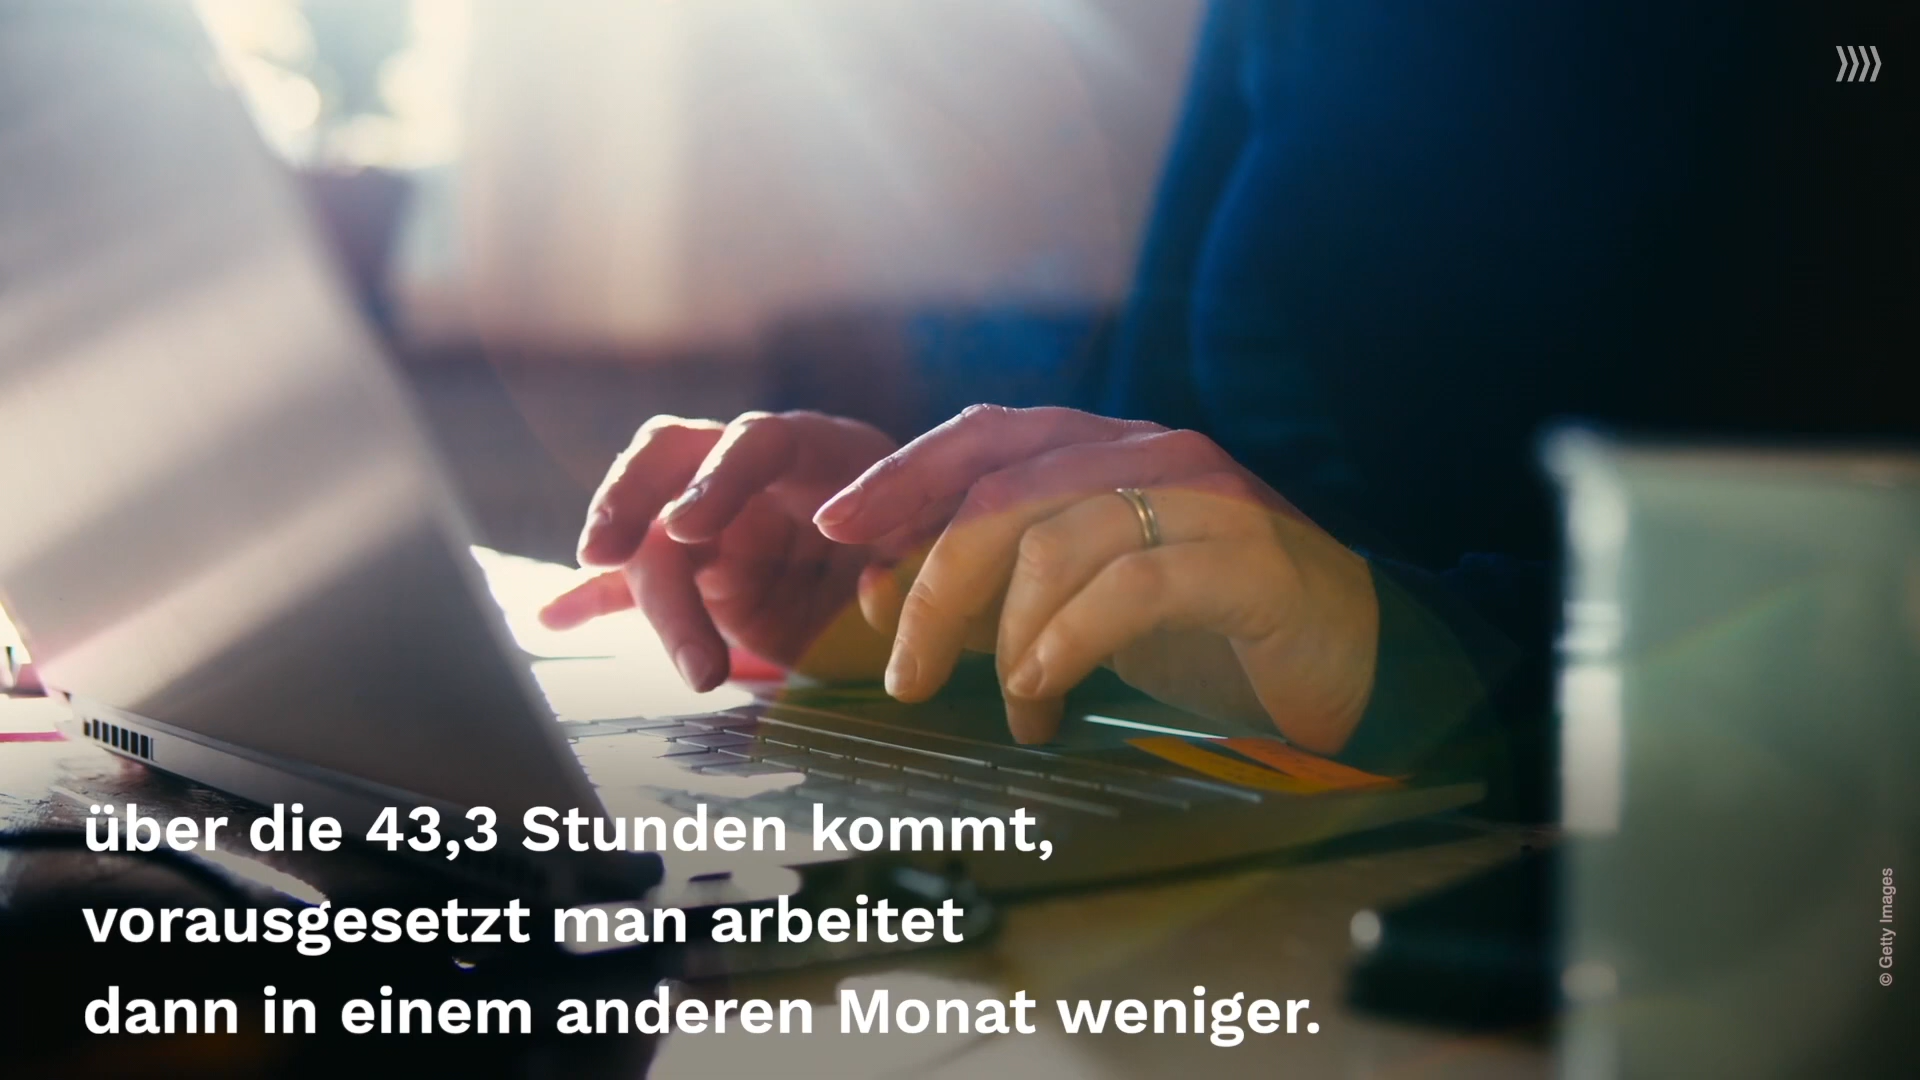 über die 43,3 Stunden kommt,
vorausgesetzt man arbeitet
dann in einem anderen Monat weniger.
© Getty Images